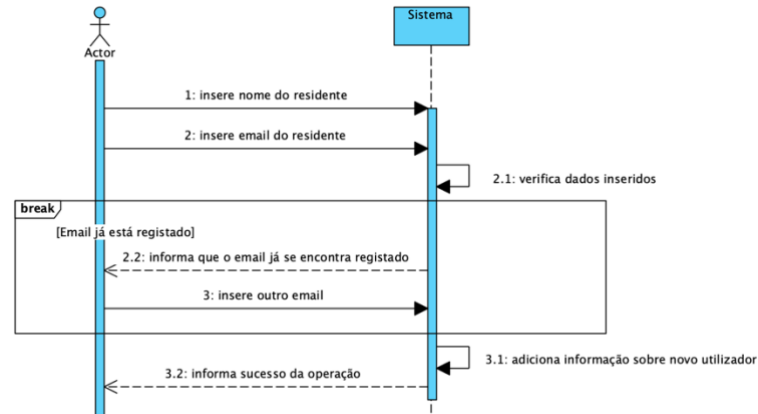 Sistema
Actor
1: insere nome do residente
2: insere email do residente
2.1: verifica dados inseridos
break
[Email já está registado]
2.2: informa que o email já se encontra registado
3: insere outro email
3.1: adiciona informação sobre novo utilizador
3.2: informa sucesso da operação